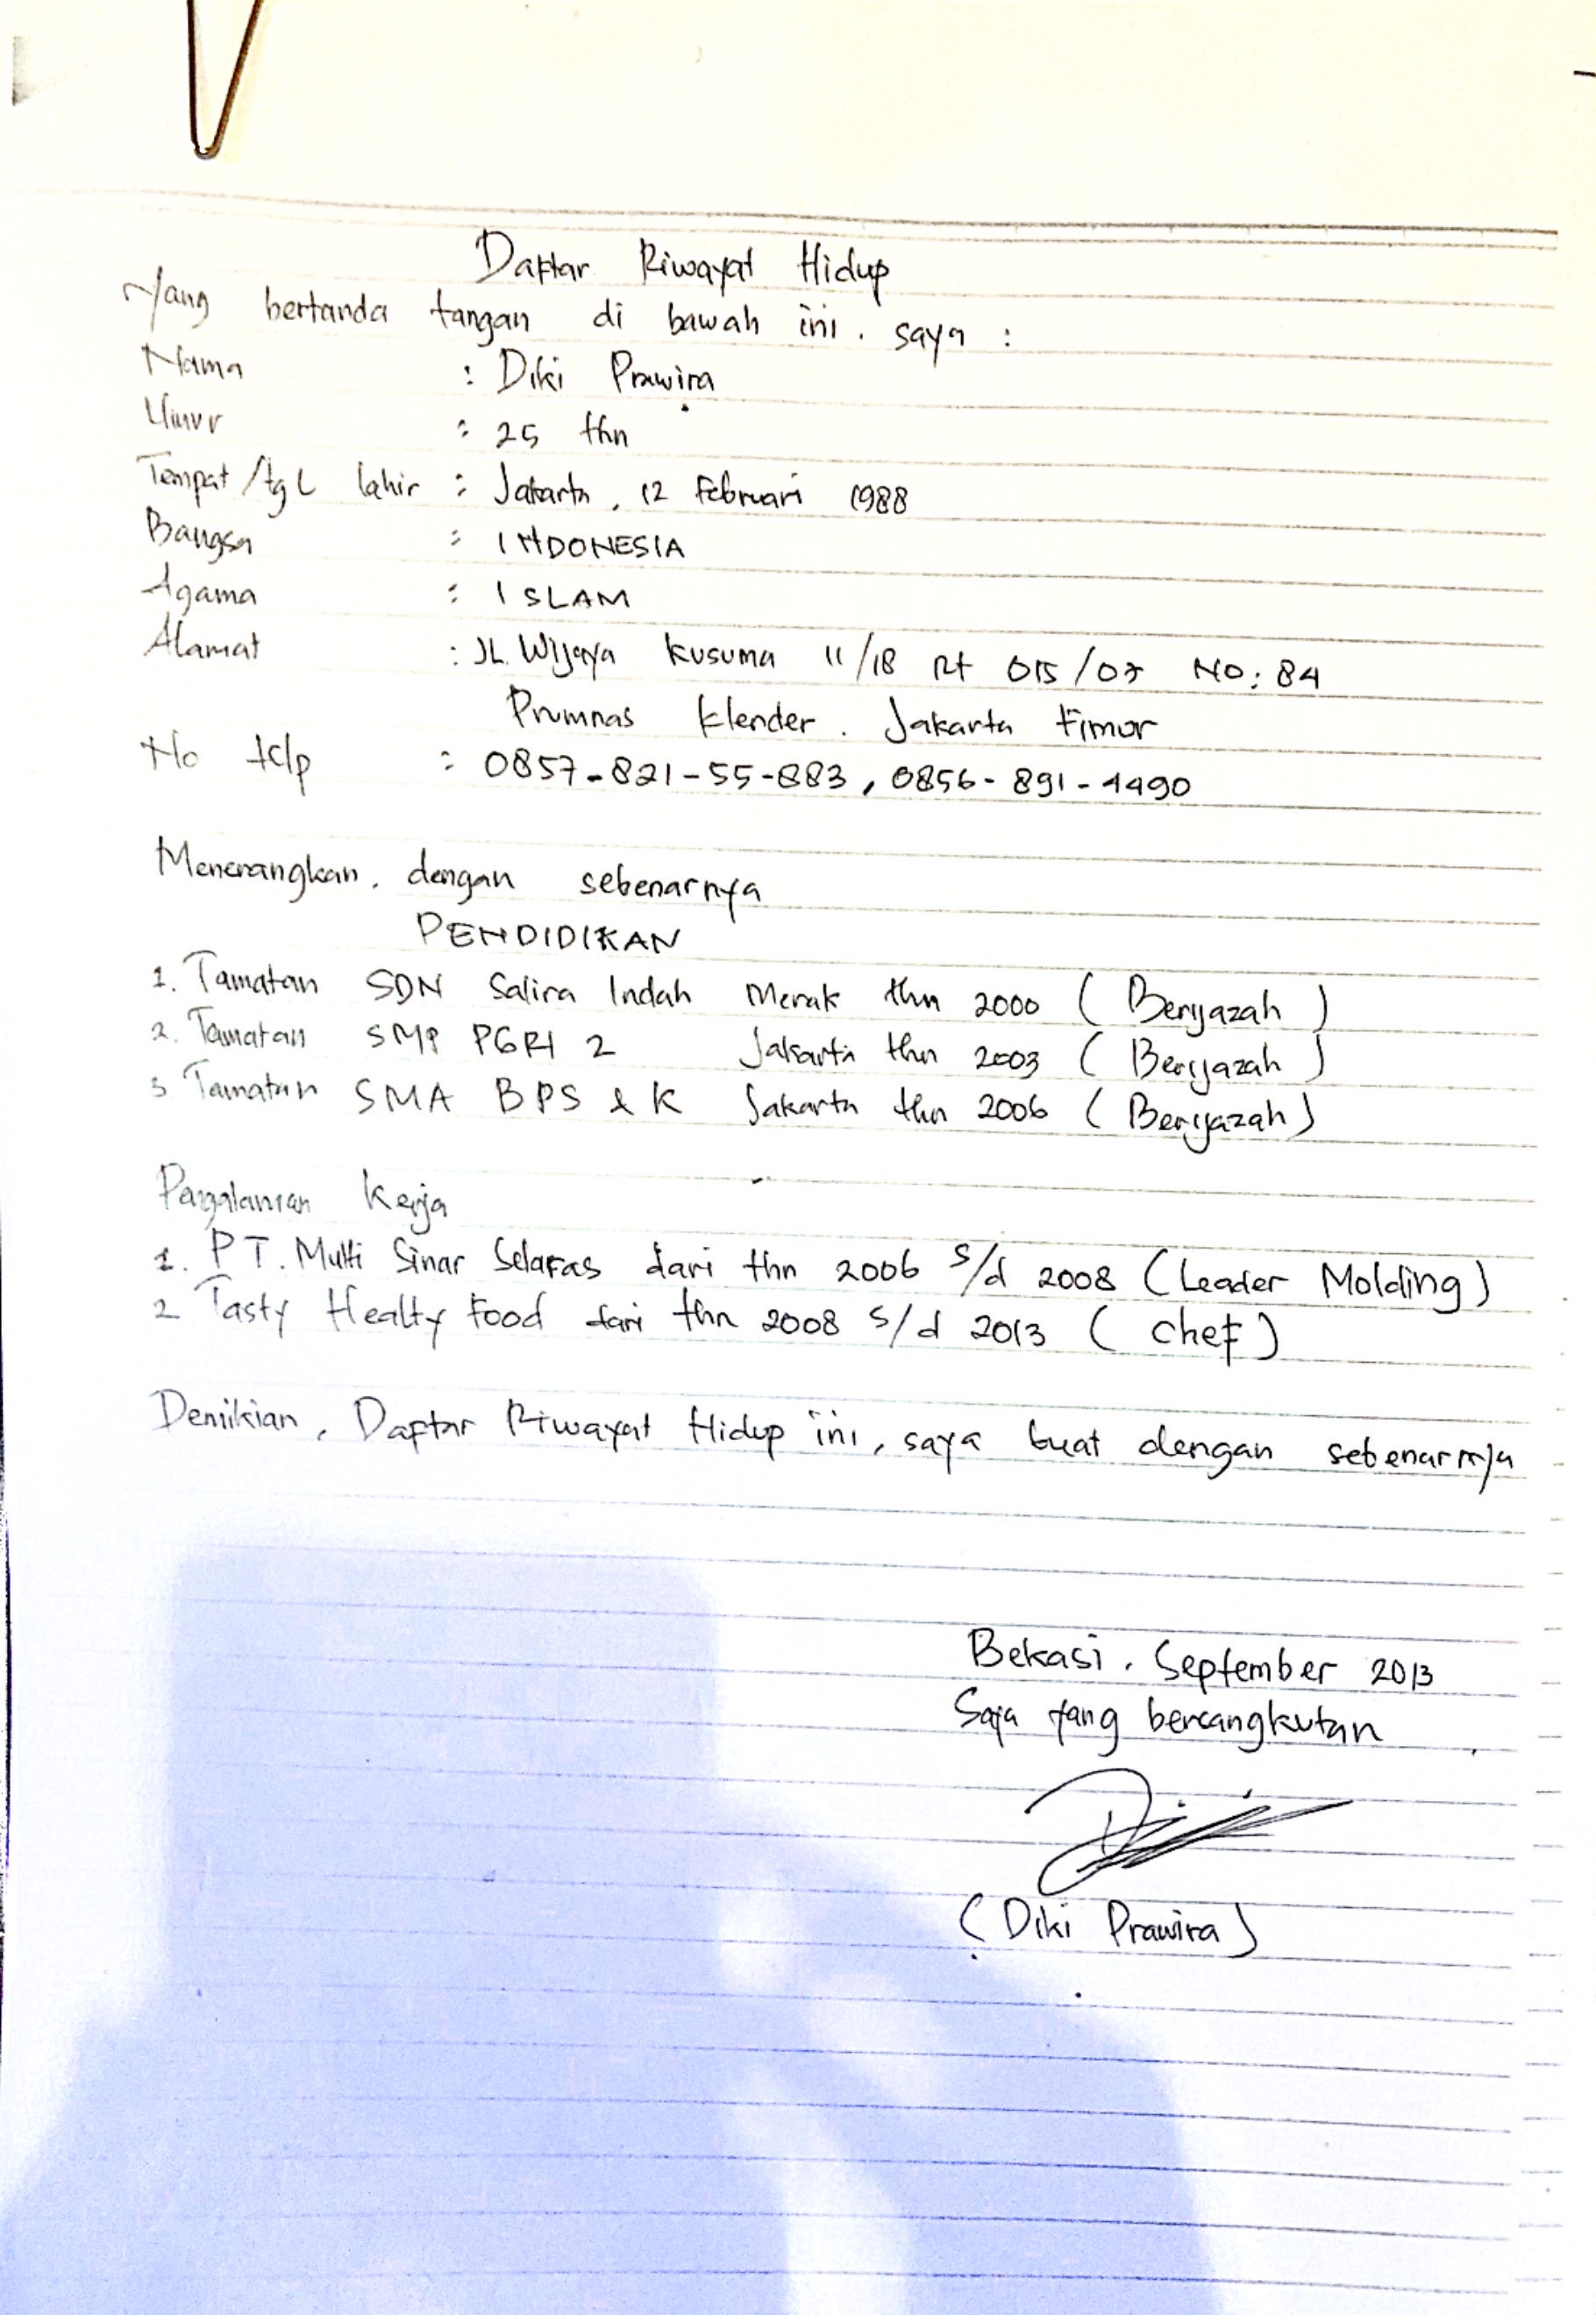 Daftar Riwayat Hidup
Yang bertanda tangan di bawah ini. saya :
Nama : Diki Prawira
Umur : 25 thn
Tempat/tgl lahir : Jakarta, 12 Februari 1988
Bangsa : INDONESIA
Agama : ISLAM
Alamat : JL. Wijaya Kusuma 11/18 Rt 015/07 NO: 84
Prumnas Klender. Jakarta timur
No telp : 0857-821-55-883, 0856-891-4490
Menerangkan. dengan sebenarnya
PENDIDIKAN
1. Tamatan SDN Salira Indah Merak thn 2000 (Berijazah)
2. Tamatan SMP PGRI 2 Jakarta thn 2003 (Berijazah)
3 Tamatan SMA BPS & K Jakarta thn 2006 (Berijazah)
Pengalaman Kerja
1. PT. Multi Sinar Selaras dari thn 2006 s/d 2008 (Leader Molding)
2 Tasty Healty Food dari thn 2008 s/d 2013 (Chef)
Demikian, Daftar Riwayat Hidup ini, saya buat dengan sebenarnya
Bekasi. September 2013
Saya yang bercangkutan
(Diki Prawira)